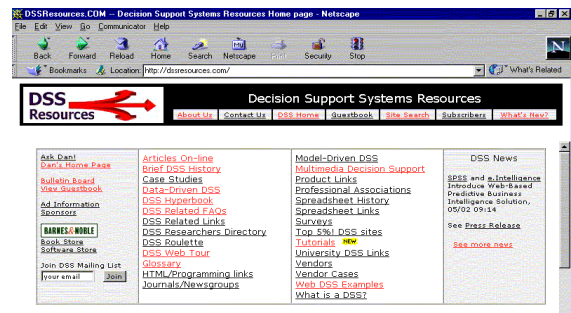 DSSResources.COM -- Decision Support Systems Resources Home page - Netscape
File Edit View Go Communicator Help
Back Forward Reload Home Search Netscape Print Security Stop
Bookmarks Location: http://dssresources.com/ What's Related
DSS Resources
Decision Support Systems Resources
About Us Contact Us DSS Home Guestbook Site Search Subscribers What's New?
Ask Dan!
Dan's Home Page
Bulletin Board
View Guestbook
Ad Information
Sponsors
BARNES&NOBLE
Book Store
Software Store
Join DSS Mailing List
your email Join
Articles On-line
Brief DSS History
Case Studies
Data-Driven DSS
DSS Hyperbook
DSS Related FAQs
DSS Related Links
DSS Researchers Directory
DSS Roulette
DSS Web Tour
Glossary
HTML/Programming links
Journals/Newsgroups
Model-Driven DSS
Multimedia Decision Support
Product Links
Professional Associations
Spreadsheet History
Spreadsheet Links
Surveys
Top 5%! DSS sites
Tutorials NEW
University DSS Links
Vendors
Vendor Cases
Web DSS Examples
What is a DSS?
DSS News
SPSS and e.Intelligence
Introduce Web-Based
Predictive Business
Intelligence Solution,
05/02 09:14
See Press Release
See more news